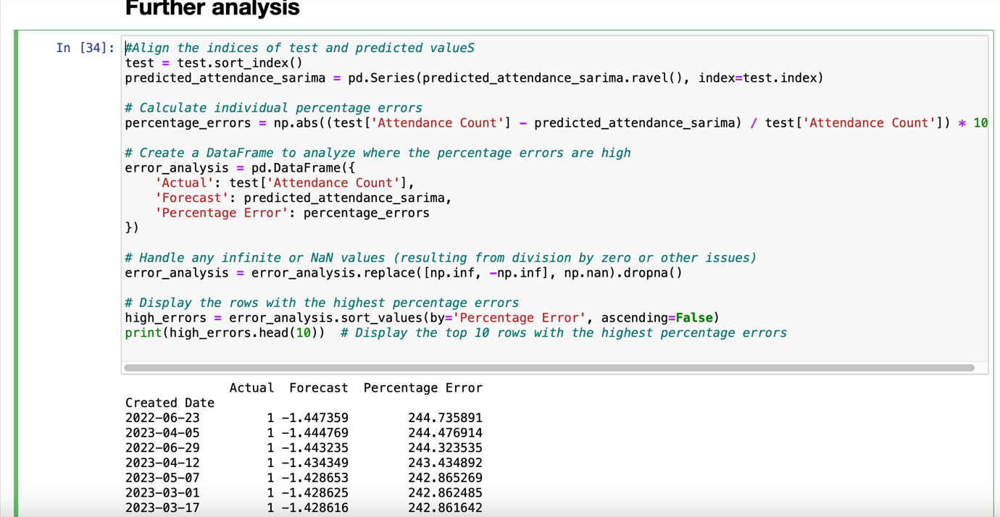 Further analysis
In [34]: #Align the indices of test and predicted valueS
test = test.sort_index()
predicted_attendance_sarima = pd.Series(predicted_attendance_sarima.ravel(), index=test.index)
# Calculate individual percentage errors
percentage_errors = np.abs((test['Attendance Count'] - predicted_attendance_sarima) / test['Attendance Count']) * 10
# Create a DataFrame to analyze where the percentage errors are high
error_analysis = pd.DataFrame({
    'Actual': test['Attendance Count'],
    'Forecast': predicted_attendance_sarima,
    'Percentage Error': percentage_errors
})
# Handle any infinite or NaN values (resulting from division by zero or other issues)
error_analysis = error_analysis.replace([np.inf, -np.inf], np.nan).dropna()
# Display the rows with the highest percentage errors
high_errors = error_analysis.sort_values(by='Percentage Error', ascending=False)
print(high_errors.head(10))  # Display the top 10 rows with the highest percentage errors
Actual  Forecast  Percentage Error
Created Date
2022-06-23 1 -1.447359 244.735891
2023-04-05 1 -1.444769 244.476914
2022-06-29 1 -1.443235 244.323535
2023-04-12 1 -1.434349 243.434892
2023-05-07 1 -1.428653 242.865269
2023-03-01 1 -1.428625 242.862485
2023-03-17 1 -1.428616 242.861642